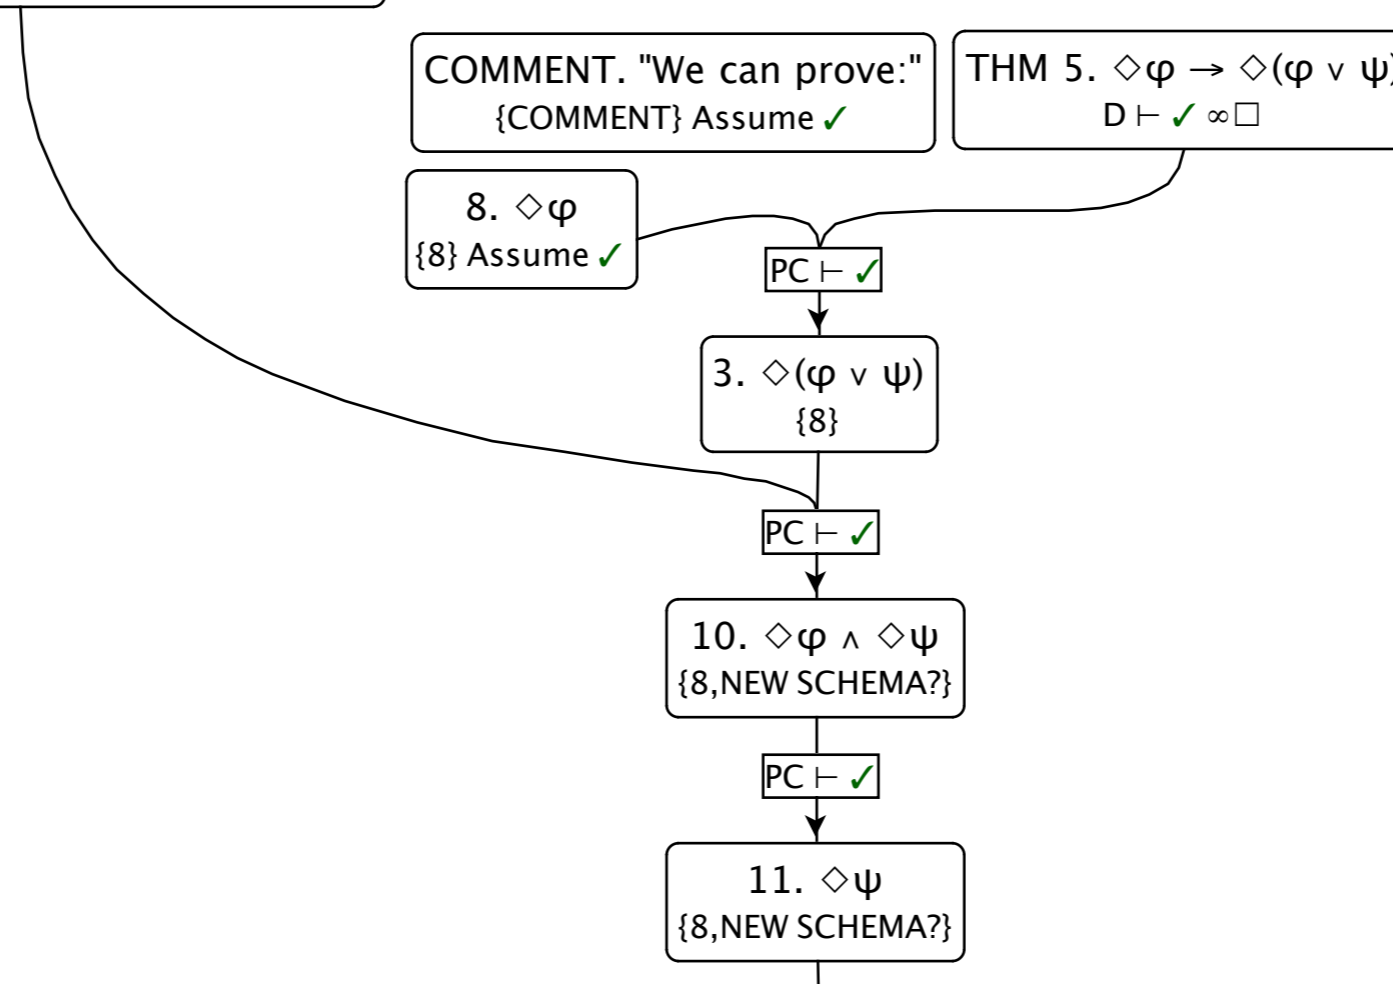 COMMENT. "We can prove:"
{COMMENT} Assume ✓
THM 5. ◇φ → ◇(φ ∨ ψ)
D ⊢ ✓ ∞□
8. ◇φ
{8} Assume ✓
PC ⊢ ✓
3. ◇(φ ∨ ψ)
{8}
PC ⊢ ✓
10. ◇φ ∧ ◇ψ
{8,NEW SCHEMA?}
PC ⊢ ✓
11. ◇ψ
{8,NEW SCHEMA?}